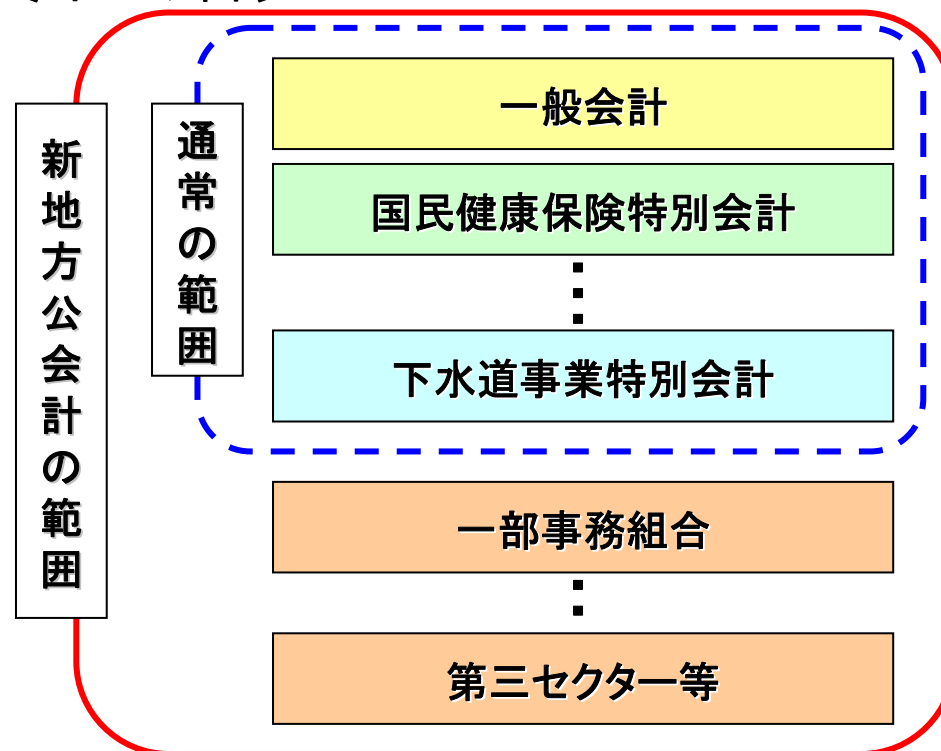 新地方公会計の範囲
通常の範囲
一般会計
国民健康保険特別会計
下水道事業特別会計
一部事務組合
第三セクター等